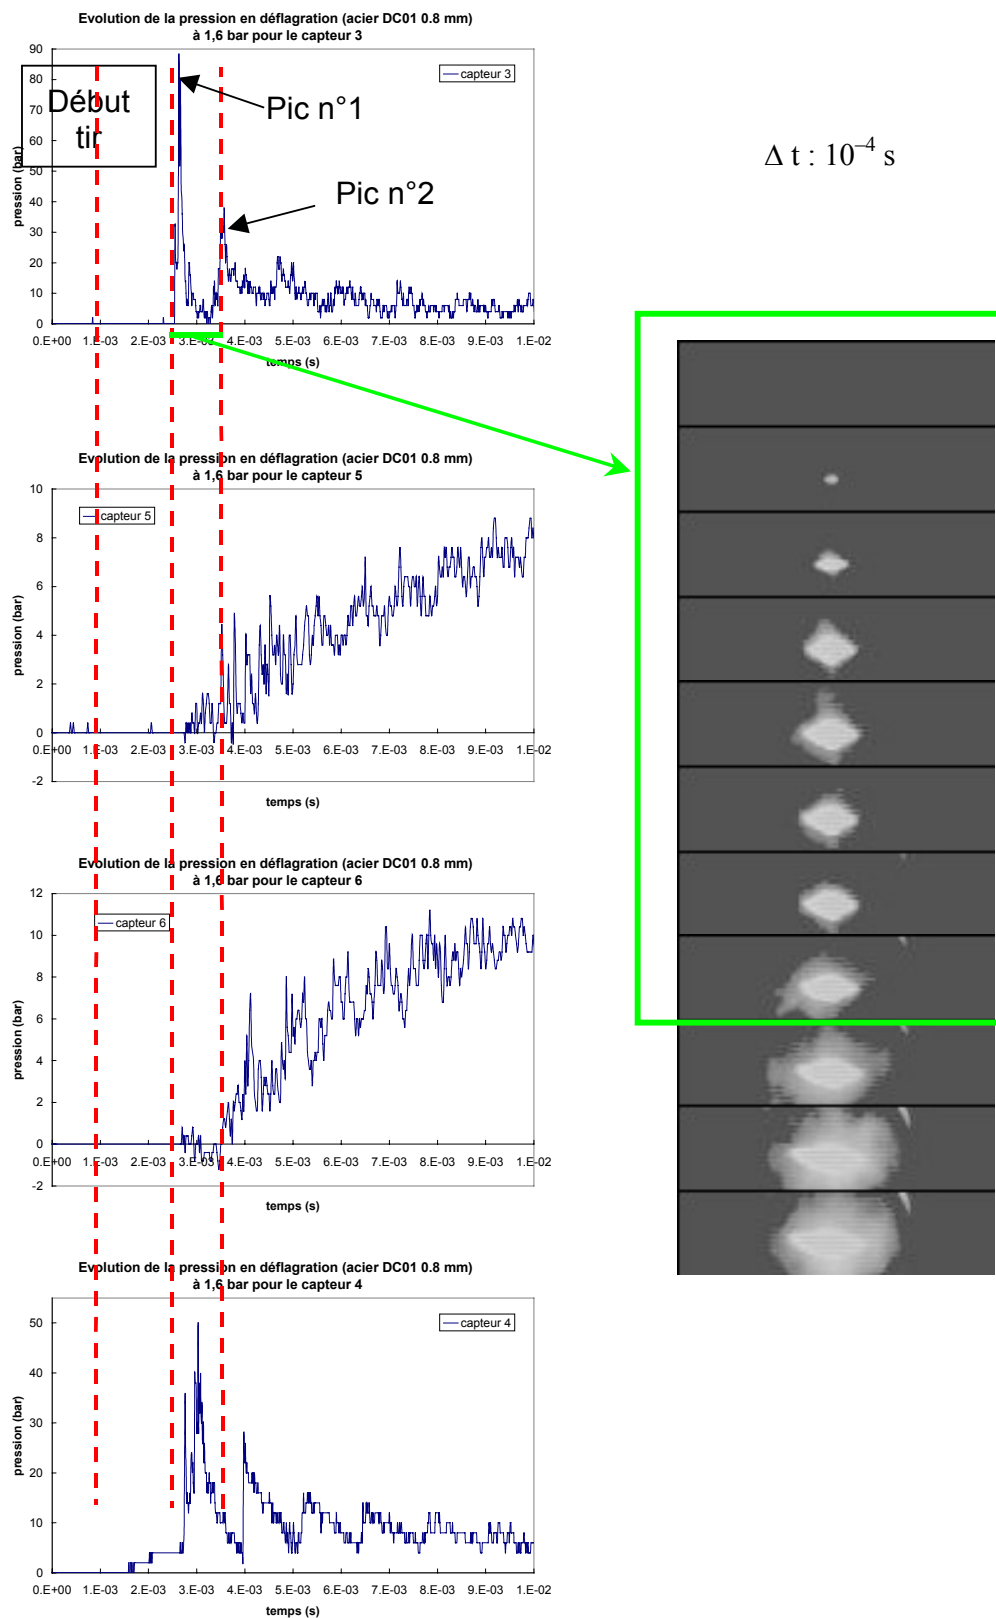 Evolution de la pression en déflagration (acier DC01 0.8 mm)
à 1,6 bar pour le capteur 3
90
80
70
60
50
40
30
20
10
0
pression (bar)
capteur 3
Début
tir
Pic n°1
Pic n°2
0.E+00 1.E-03 2.E-03 3.E-03 4.E-03 5.E-03 6.E-03 7.E-03 8.E-03 9.E-03 1.E-02
temps (s)
Δ t : 10⁻⁴ s
Evolution de la pression en déflagration (acier DC01 0.8 mm)
à 1,6 bar pour le capteur 5
10
8
6
4
2
0
-2
pression (bar)
capteur 5
0.E+00 1.E-03 2.E-03 3.E-03 4.E-03 5.E-03 6.E-03 7.E-03 8.E-03 9.E-03 1.E-02
temps (s)
Evolution de la pression en déflagration (acier DC01 0.8 mm)
à 1,6 bar pour le capteur 6
12
10
8
6
4
2
0
-2
pression (bar)
capteur 6
0.E+00 1.E-03 2.E-03 3.E-03 4.E-03 5.E-03 6.E-03 7.E-03 8.E-03 9.E-03 1.E-02
temps (s)
Evolution de la pression en déflagration (acier DC01 0.8 mm)
à 1,6 bar pour le capteur 4
50
40
30
20
10
0
pression (bar)
capteur 4
0.E+00 1.E-03 2.E-03 3.E-03 4.E-03 5.E-03 6.E-03 7.E-03 8.E-03 9.E-03 1.E-02
temps (s)